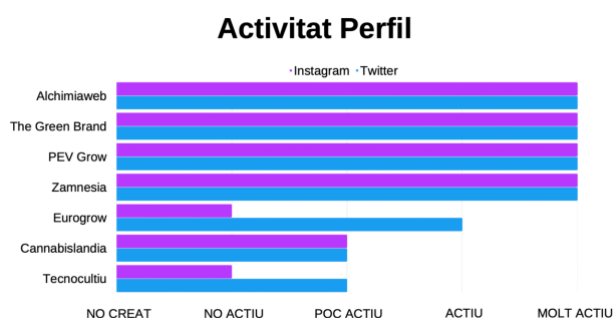 Activitat Perfil
Instagram Twitter
Alchimiaweb
The Green Brand
PEV Grow
Zamnesia
Eurogrow
Cannabislandia
Tecnocultiu
NO CREAT NO ACTIU POC ACTIU ACTIU MOLT ACTIU